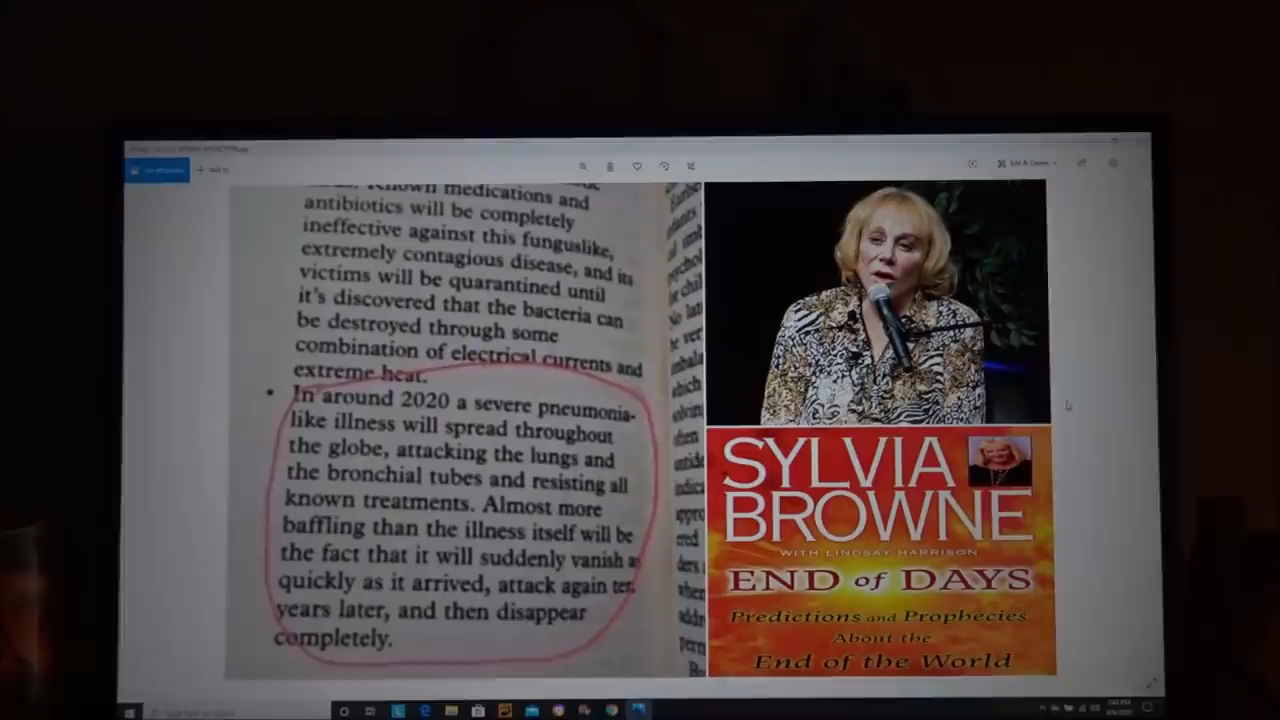 Add to
Edit & Create
Known medications and
antibiotics will be completely
ineffective against this funguslike,
extremely contagious disease, and its
victims will be quarantined until
it's discovered that the bacteria can
be destroyed through some
combination of electrical currents and
extreme heat.
• In around 2020 a severe pneumonia-
like illness will spread throughout
the globe, attacking the lungs and
the bronchial tubes and resisting all
known treatments. Almost more
baffling than the illness itself will be
the fact that it will suddenly vanish as
quickly as it arrived, attack again ten
years later, and then disappear
completely.
SYLVIA
BROWNE
WITH LINDSAY HARRISON
END of DAYS
Predictions and Prophecies
About the
End of the World